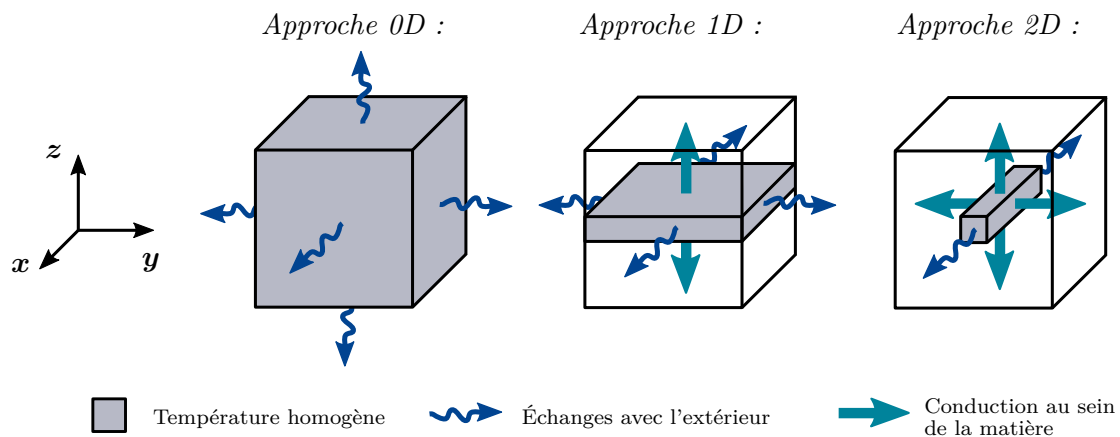 Approche 0D :
Approche 1D :
Approche 2D :
z
x
y
Température homogène
Échanges avec l'extérieur
Conduction au sein
de la matière